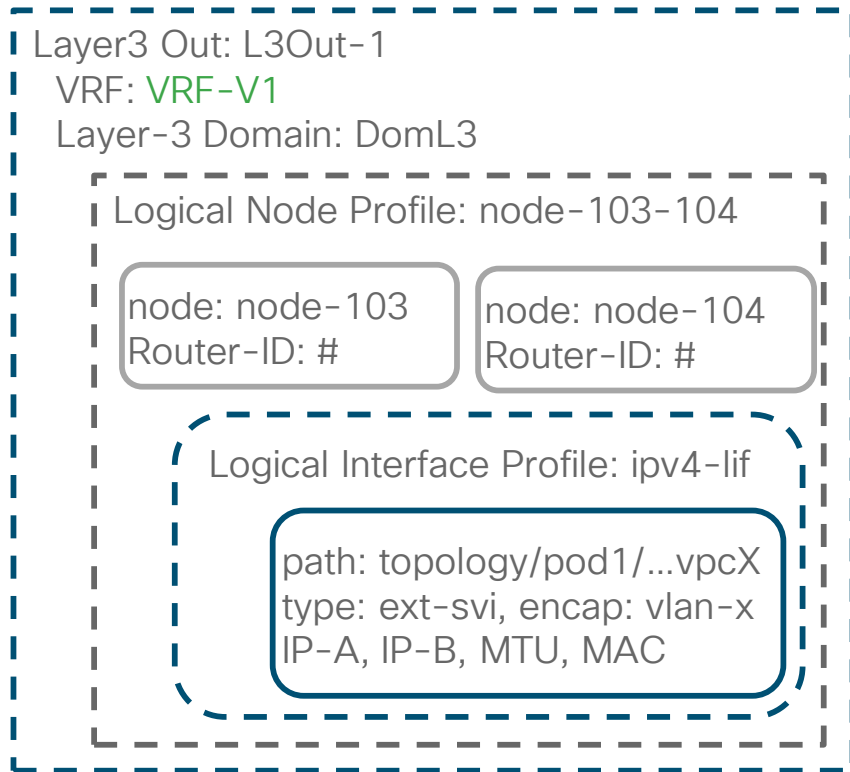 Layer3 Out: L3Out-1
VRF: VRF-V1
Layer-3 Domain: DomL3
Logical Node Profile: node-103-104
node: node-103
Router-ID: #
node: node-104
Router-ID: #
Logical Interface Profile: ipv4-lif
path: topology/pod1/...vpcX
type: ext-svi, encap: vlan-x
IP-A, IP-B, MTU, MAC